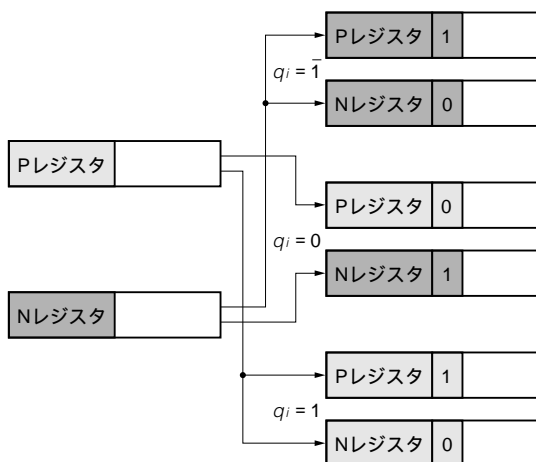 Pレジスタ 1
qi = 1̄
Nレジスタ 0
Pレジスタ
Pレジスタ 0
qi = 0
Nレジスタ 1
Nレジスタ
Pレジスタ 1
qi = 1
Nレジスタ 0